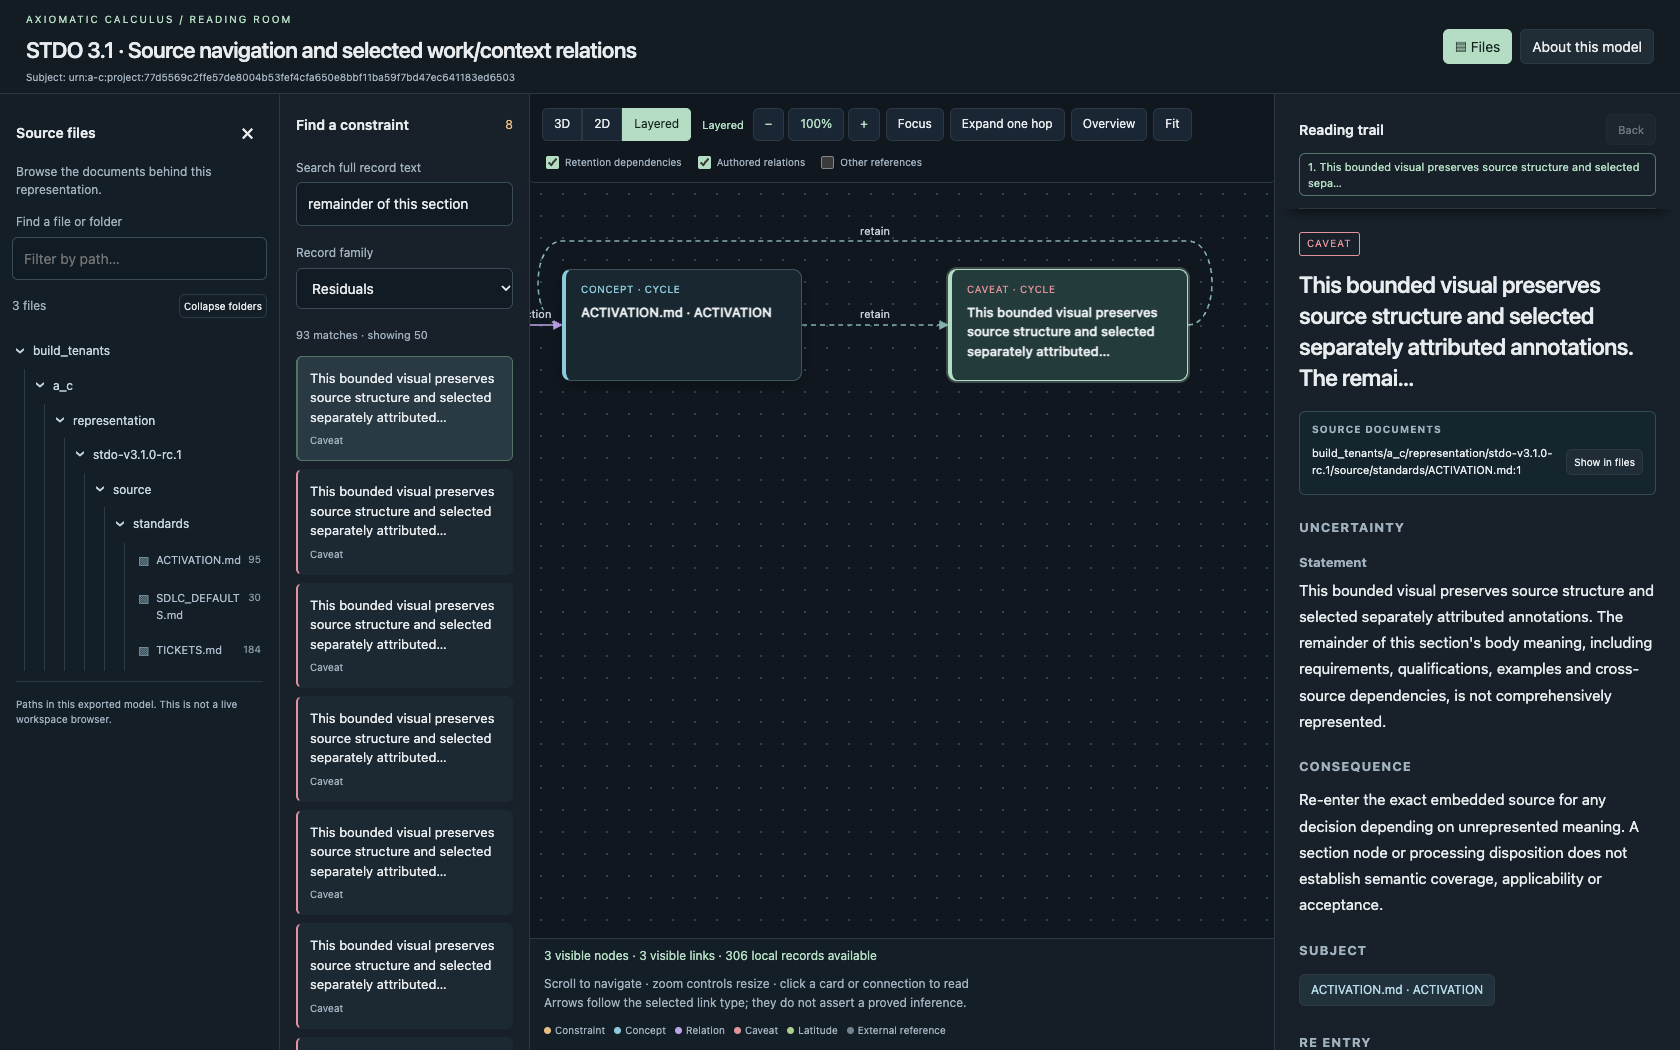 AXIOMATIC CALCULUS / READING ROOM
STDO 3.1 · Source navigation and selected work/context relations
Subject: urn:a-c:project:77d5569c2ffe57de8004b53fef4cfa650e8bbf11ba59f7bd47ec641183ed6503
Files
About this model
Source files
Browse the documents behind this
representation.
Find a file or folder
Filter by path...
3 files
Collapse folders
build_tenants
a_c
representation
stdo-v3.1.0-rc.1
source
standards
ACTIVATION.md 95
SDLC_DEFAULT 30
S.md
TICKETS.md 184
Paths in this exported model. This is not a live
workspace browser.
Find a constraint 8
Search full record text
remainder of this section
Record family
Residuals
93 matches · showing 50
This bounded visual preserves
source structure and selected
separately attributed...
Caveat
This bounded visual preserves
source structure and selected
separately attributed...
Caveat
This bounded visual preserves
source structure and selected
separately attributed...
Caveat
This bounded visual preserves
source structure and selected
separately attributed...
Caveat
This bounded visual preserves
source structure and selected
separately attributed...
Caveat
This bounded visual preserves
source structure and selected
separately attributed...
Caveat
3D 2D Layered Layered − 100% + Focus Expand one hop Overview Fit
Retention dependencies Authored relations Other references
retain
CONCEPT · CYCLE
ACTIVATION.md · ACTIVATION
ction
retain
CAVEAT · CYCLE
This bounded visual preserves
source structure and selected
separately attributed...
3 visible nodes · 3 visible links · 306 local records available
Scroll to navigate · zoom controls resize · click a card or connection to read
Arrows follow the selected link type; they do not assert a proved inference.
Constraint Concept Relation Caveat Latitude External reference
Reading trail
Back
1. This bounded visual preserves source structure and selected
sepa...
CAVEAT
This bounded visual preserves
source structure and selected
separately attributed annotations.
The remai...
SOURCE DOCUMENTS
build_tenants/a_c/representation/stdo-v3.1.0-
rc.1/source/standards/ACTIVATION.md:1
Show in files
UNCERTAINTY
Statement
This bounded visual preserves source structure and
selected separately attributed annotations. The
remainder of this section's body meaning, including
requirements, qualifications, examples and cross-
source dependencies, is not comprehensively
represented.
CONSEQUENCE
Re-enter the exact embedded source for any
decision depending on unrepresented meaning. A
section node or processing disposition does not
establish semantic coverage, applicability or
acceptance.
SUBJECT
ACTIVATION.md · ACTIVATION
RE ENTRY